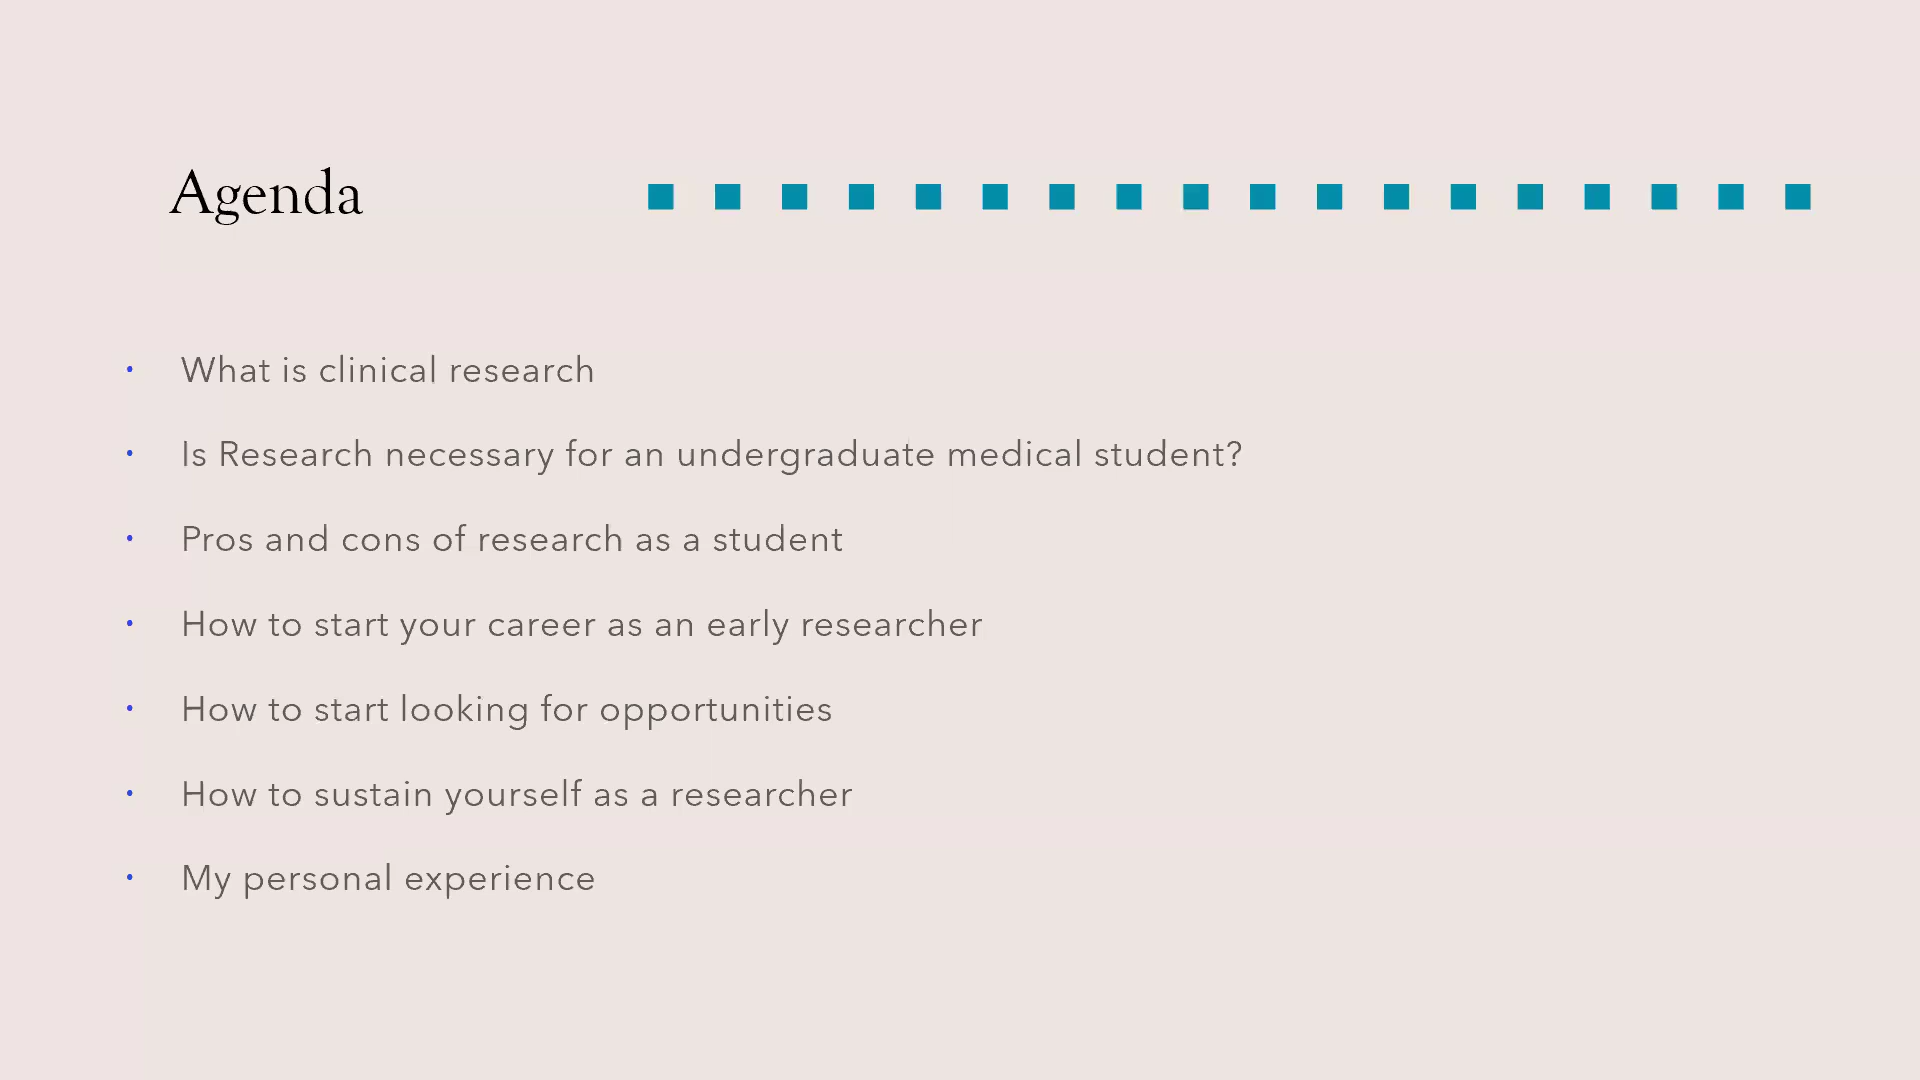 Agenda
What is clinical research
Is Research necessary for an undergraduate medical student?
Pros and cons of research as a student
How to start your career as an early researcher
How to start looking for opportunities
How to sustain yourself as a researcher
My personal experience